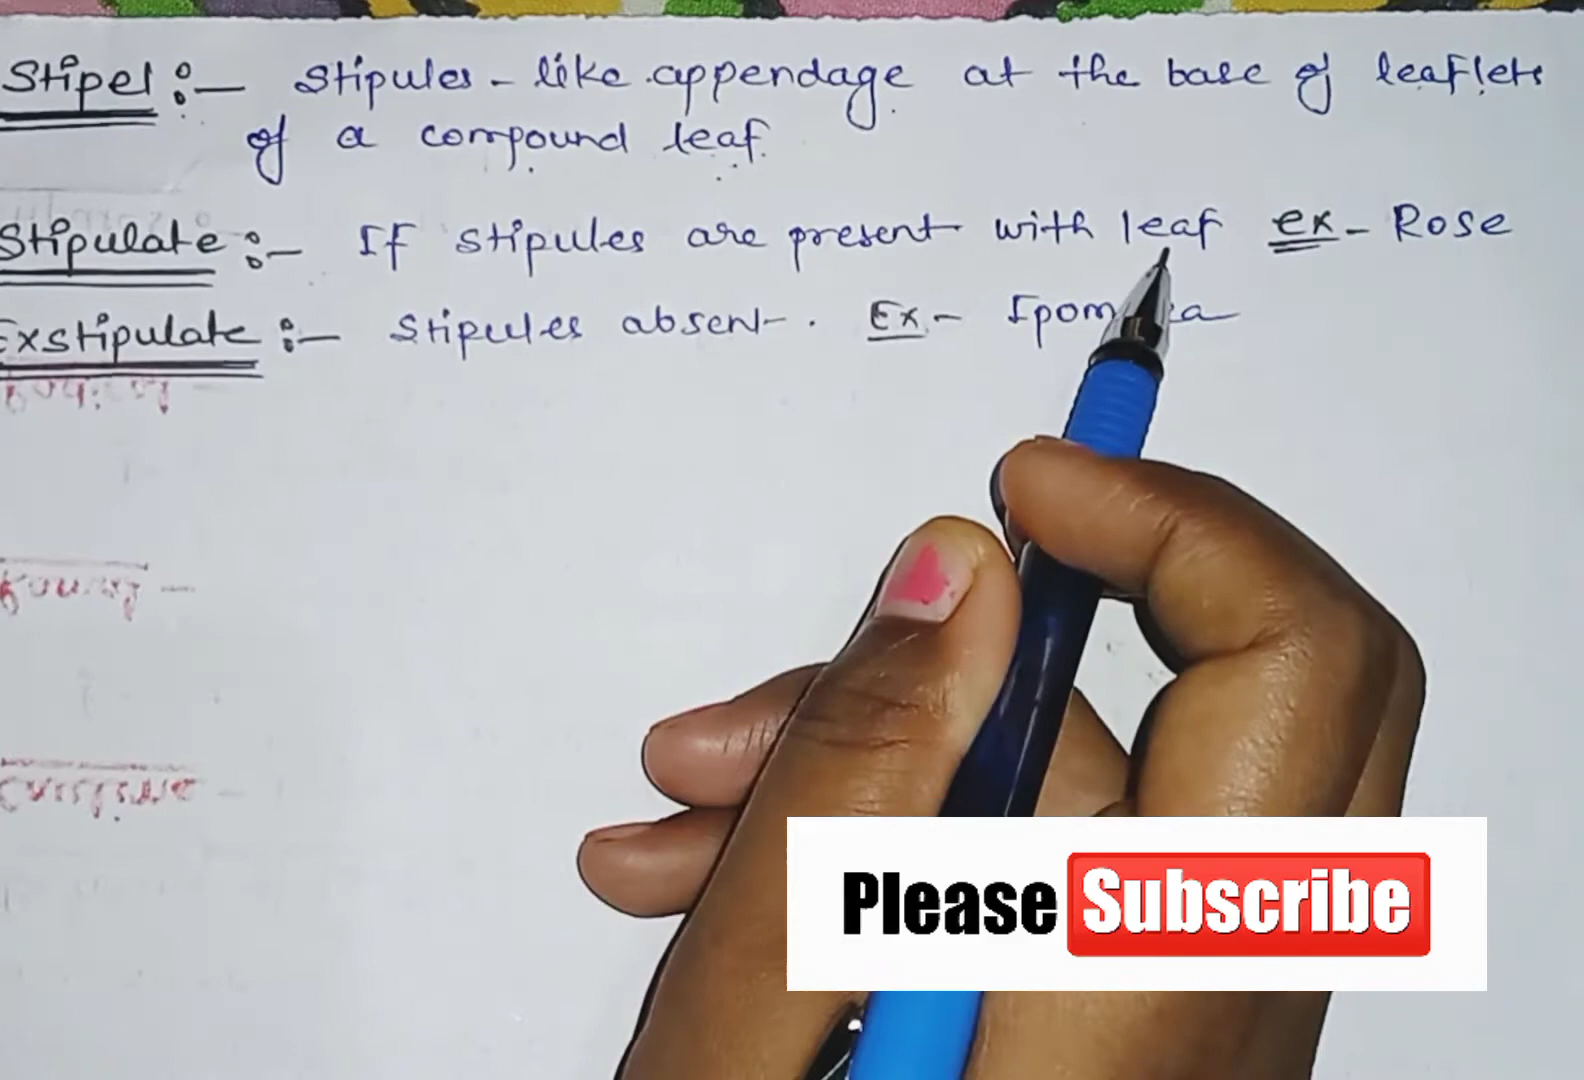 Stipel :— Stipules-like appendage at the base of leaflets
of a compound leaf.
Stipulate :— If stipules are present with leaf ex- Rose
Exstipulate :— Stipules absent. Ex-
Please Subscribe